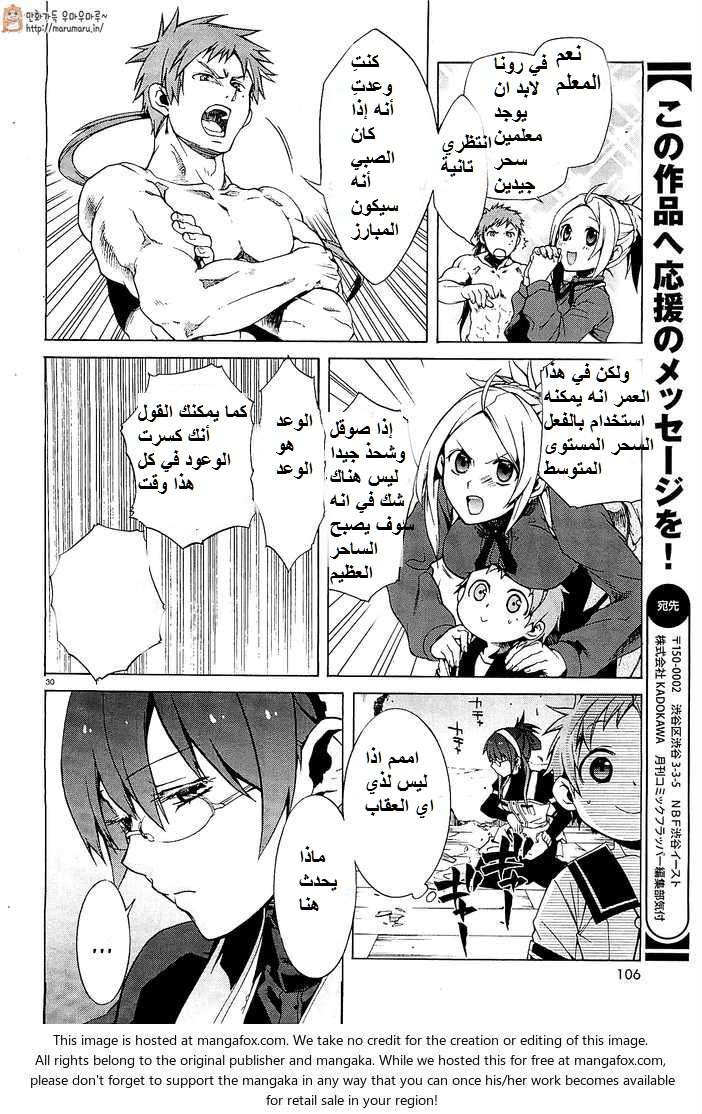 만화가득 우마우마루~
(http://marumaru.in/
نعم
المعلم
في رونا
لابد ان
يوجد
معلمين
سحر
جيدين
انتظري
ثانية
كنتِ
وعدتِ
أنه إذا
كان
الصبي
أنه
سيكون
المبارز
ولكن في هذا
العمر انه يمكنه
استخدام بالفعل
السحر المستوى
المتوسط
إذا صوقل
وشحذ جيدا
ليس هناك
شك في انه
سوف يصبح
الساحر
العظيم
الوعد
هو
الوعد
كما يمكنك القول
أنك كسرت
الوعود في كل
هذا وقت
30
اممم اذا
ليس لذي
اي العقاب
ماذا
يحدث
هنا
...
この作品へ応援のメッセージを!
宛先
〒150-0002 渋谷区渋谷3-3-5 NBF渋谷イースト
株式会社KADOKAWA 月刊コミックフラッパー編集部気付
106
This image is hosted at mangafox.com. We take no credit for the creation or editing of this image.
All rights belong to the original publisher and mangaka. While we hosted this for free at mangafox.com,
please don't forget to support the mangaka in any way that you can once his/her work becomes available
for retail sale in your region!